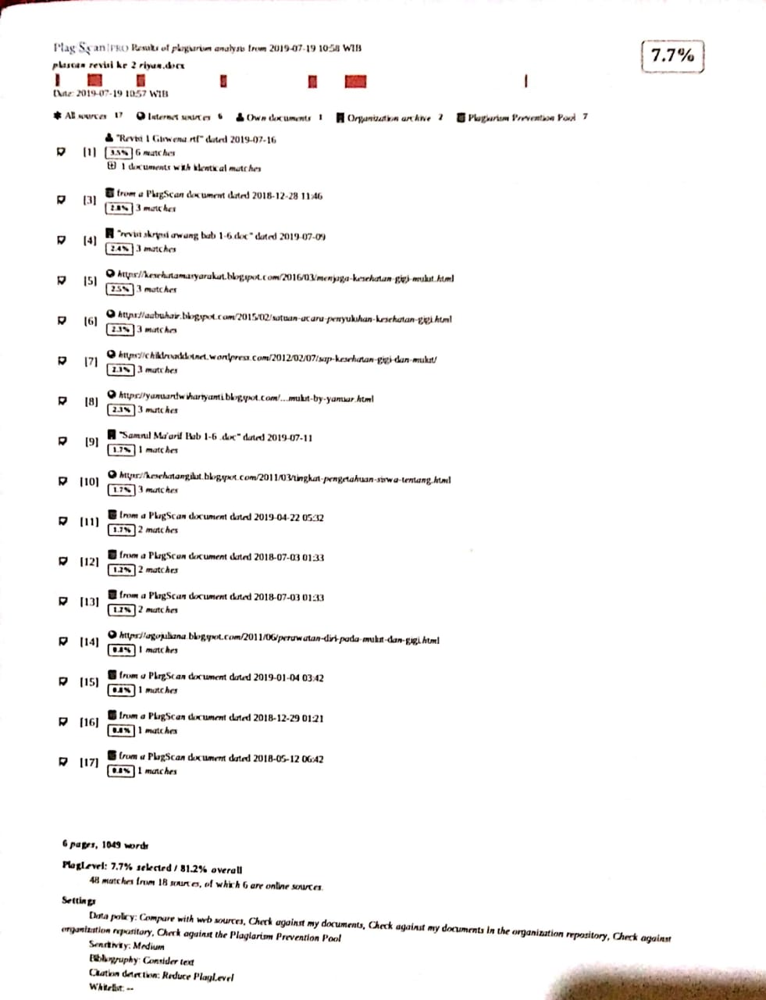 PlagScan PRO Results of plagiarism analysis from 2019-07-19 10:58 WIB
7.7%
plascan revisi ke 2 riyan.docx
Date: 2019-07-19 10:57 WIB
All sources 17 Internet sources 6 Own documents 1 Organization archive 2 Plagiarism Prevention Pool 7
[1] "Revisi 1 Ginwena.rtf" dated 2019-07-16
3.5% 6 matches
1 documents with identical matches
[3] from a PlagScan document dated 2018-12-28 11:46
2.8% 3 matches
[4] "revisi skripsi awang bab 1-6.doc" dated 2019-07-09
2.4% 3 matches
[5] https://kesehatamasyarakat.blogspot.com/2016/03/menjaga-kesehatan-gigi-mulut.html
2.5% 3 matches
[6] https://aabuhair.blogspot.com/2015/02/satuan-acara-penyuluhan-kesehatan-gigi.html
2.3% 3 matches
[7] https://chikiroaddotnet.wordpress.com/2012/02/07/sap-kesehatan-gigi-dan-mulut/
2.3% 3 matches
[8] https://yanuardwihariyanti.blogspot.com/...mulut-by-yanuar.html
2.3% 3 matches
[9] "Samsul Ma'arif Bab 1-6 .doc" dated 2019-07-11
1.7% 1 matches
[10] https://kesehatangilut.blogspot.com/2011/03/tingkat-pengetahuan-siswa-tentang.html
1.7% 3 matches
[11] from a PlagScan document dated 2019-04-22 05:32
1.7% 2 matches
[12] from a PlagScan document dated 2018-07-03 01:33
1.2% 2 matches
[13] from a PlagScan document dated 2018-07-03 01:33
1.2% 2 matches
[14] https://agojuliana.blogspot.com/2011/06/perawatan-diri-pada-mulut-dan-gigi.html
0.8% 1 matches
[15] from a PlagScan document dated 2019-01-04 03:42
0.8% 1 matches
[16] from a PlagScan document dated 2018-12-29 01:21
0.8% 1 matches
[17] from a PlagScan document dated 2018-05-12 06:42
0.8% 1 matches
6 pages, 1049 words
PlagLevel: 7.7% selected / 81.2% overall
48 matches from 18 sources, of which 6 are online sources.
Settings
Data policy: Compare with web sources, Check against my documents, Check against my documents in the organization repository, Check against
organization repository, Check against the Plagiarism Prevention Pool
Sensitivity: Medium
Bibliography: Consider text
Citation detection: Reduce PlagLevel
Whitelist: --